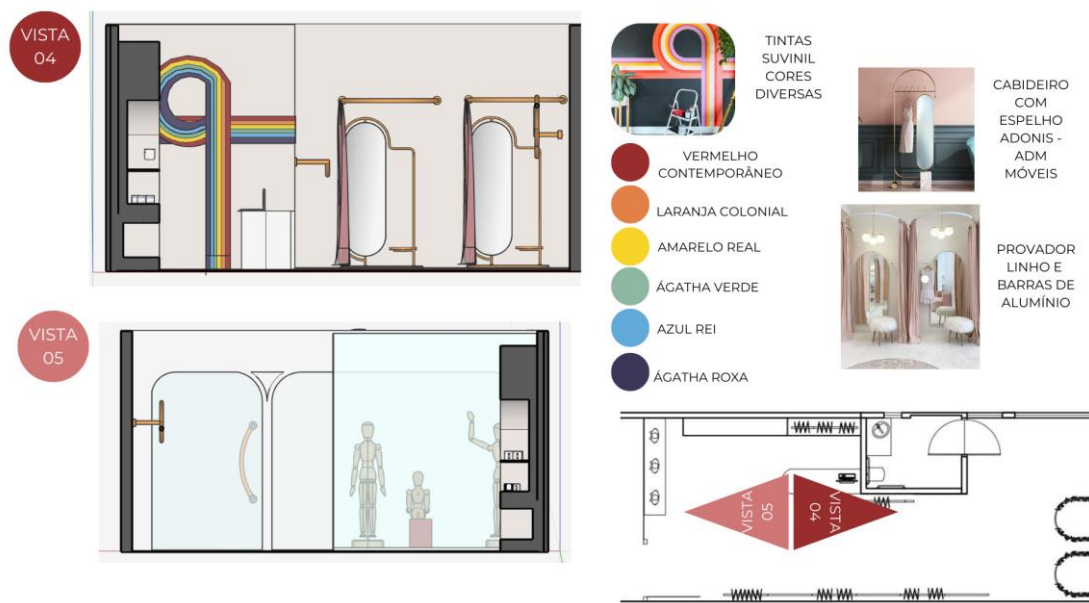 VISTA
04
TINTAS
SUVINIL
CORES
DIVERSAS
CABIDEIRO
COM
ESPELHO
ADONIS -
ADM
MÓVEIS
VERMELHO
CONTEMPORÂNEO
LARANJA COLONIAL
AMARELO REAL
ÁGATHA VERDE
AZUL REI
ÁGATHA ROXA
PROVADOR
LINHO E
BARRAS DE
ALUMÍNIO
VISTA
05
VISTA
05
VISTA
04